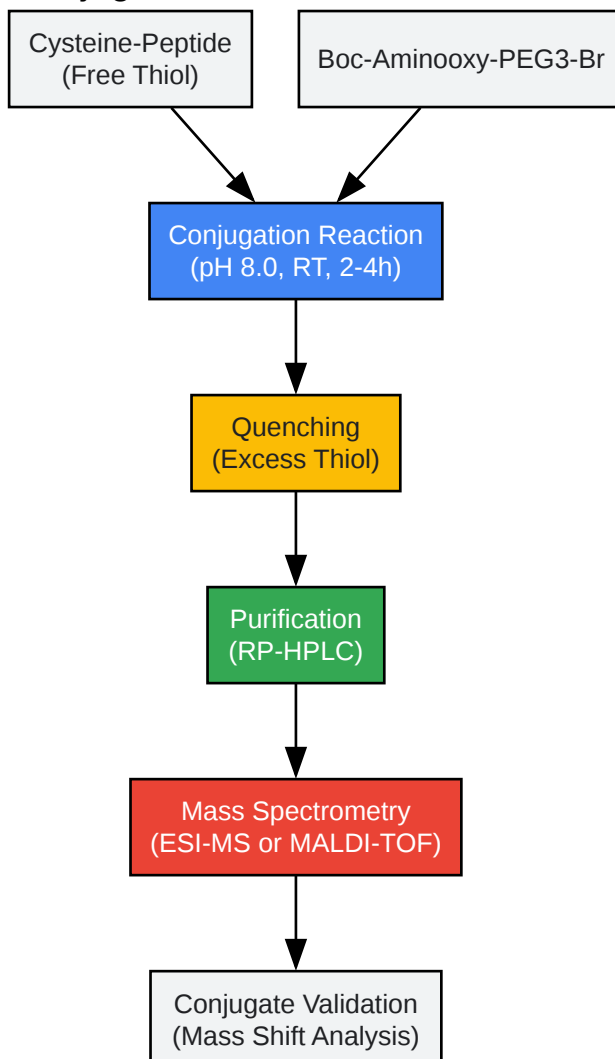 Cysteine-Peptide
(Free Thiol)
Boc-Aminooxy-PEG3-Br
Conjugation Reaction
(pH 8.0, RT, 2-4h)
Quenching
(Excess Thiol)
Purification
(RP-HPLC)
Mass Spectrometry
(ESI-MS or MALDI-TOF)
Conjugate Validation
(Mass Shift Analysis)